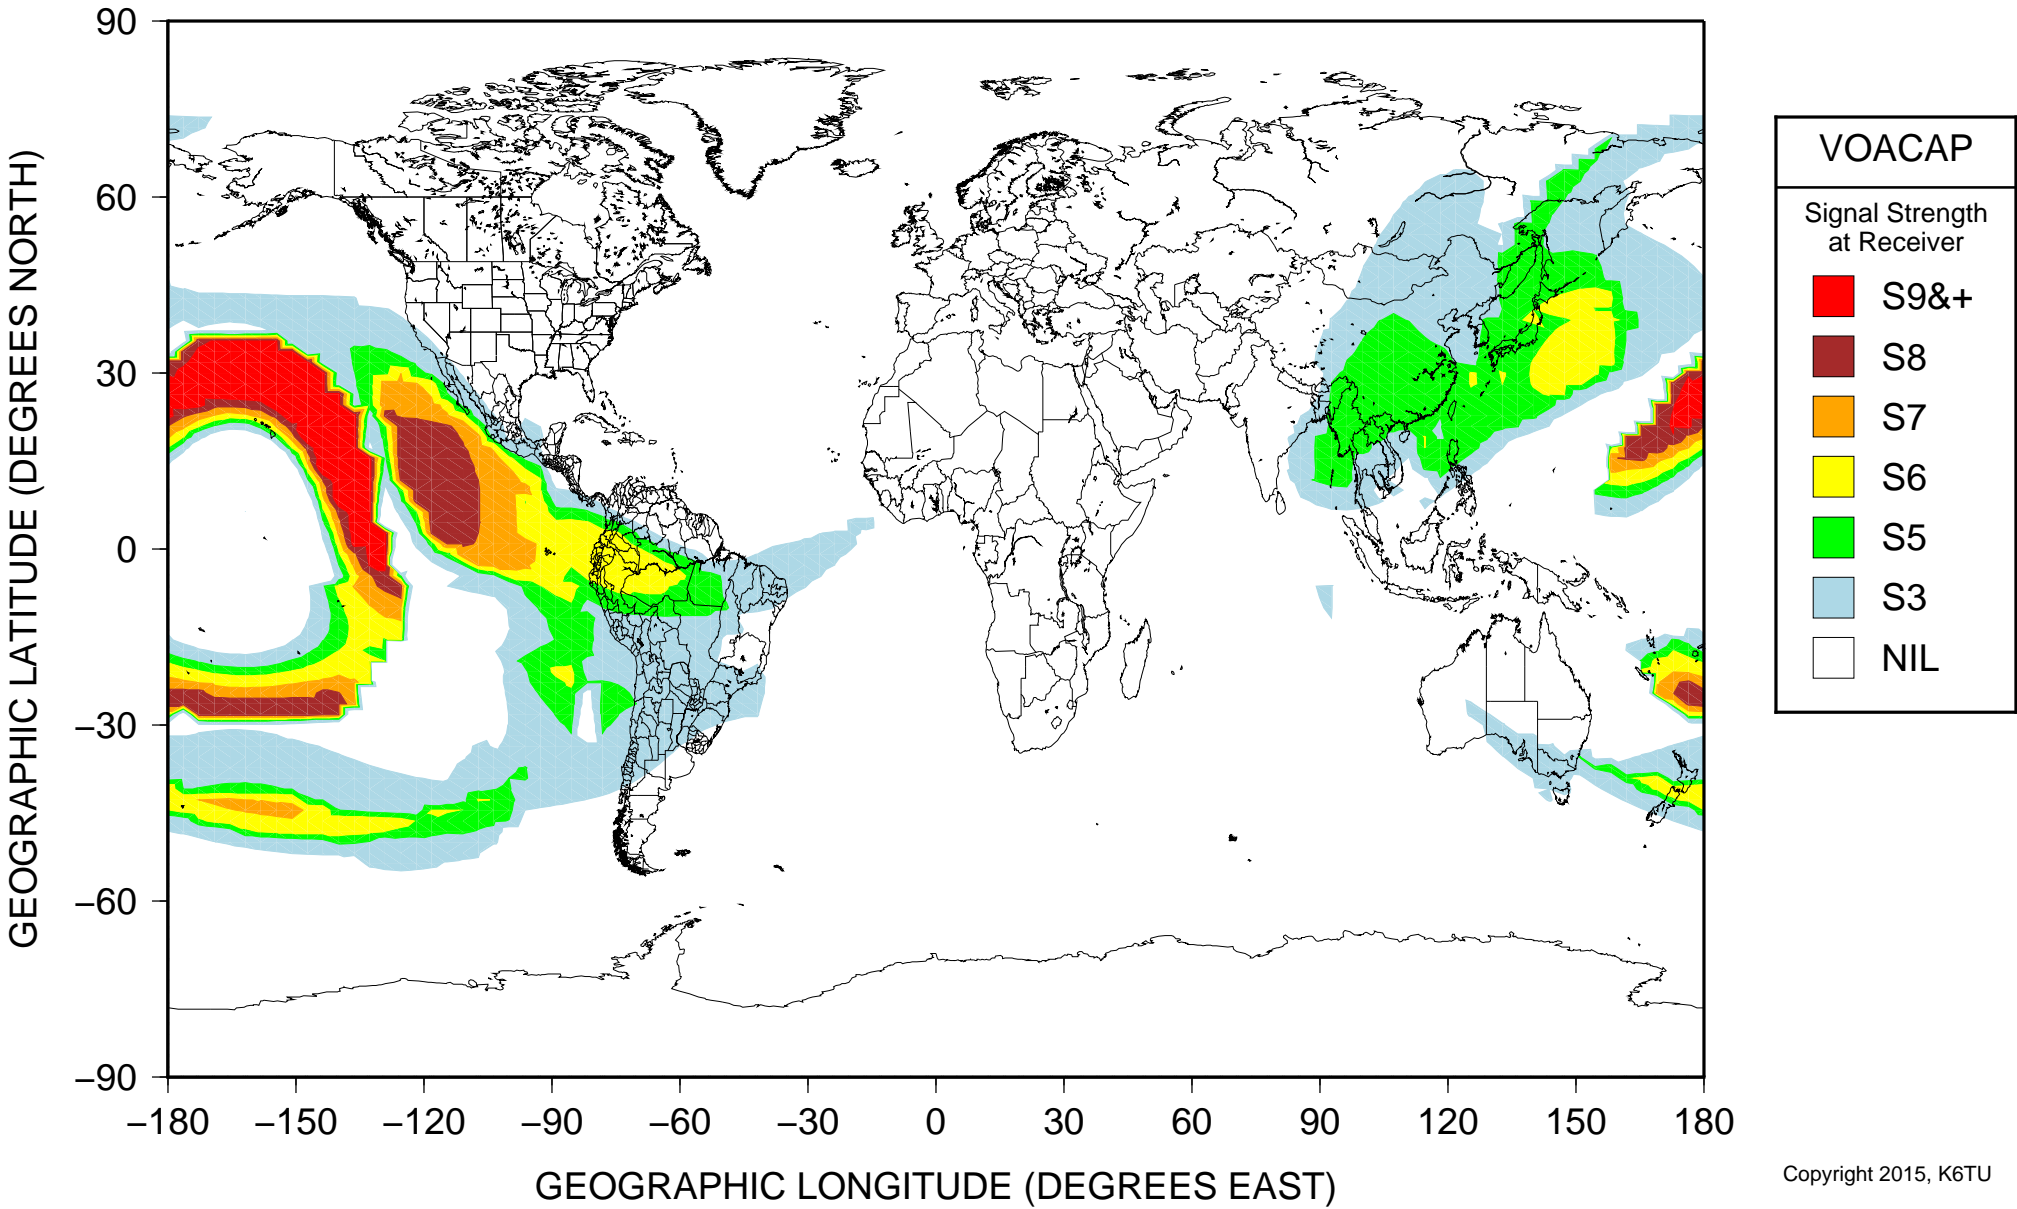 90
60
30
0
−30
−60
−90
GEOGRAPHIC LATITUDE (DEGREES NORTH)
−180 −150 −120 −90 −60 −30 0 30 60 90 120 150 180
GEOGRAPHIC LONGITUDE (DEGREES EAST)
VOACAP
Signal Strength
at Receiver
S9&+
S8
S7
S6
S5
S3
NIL
Copyright 2015, K6TU